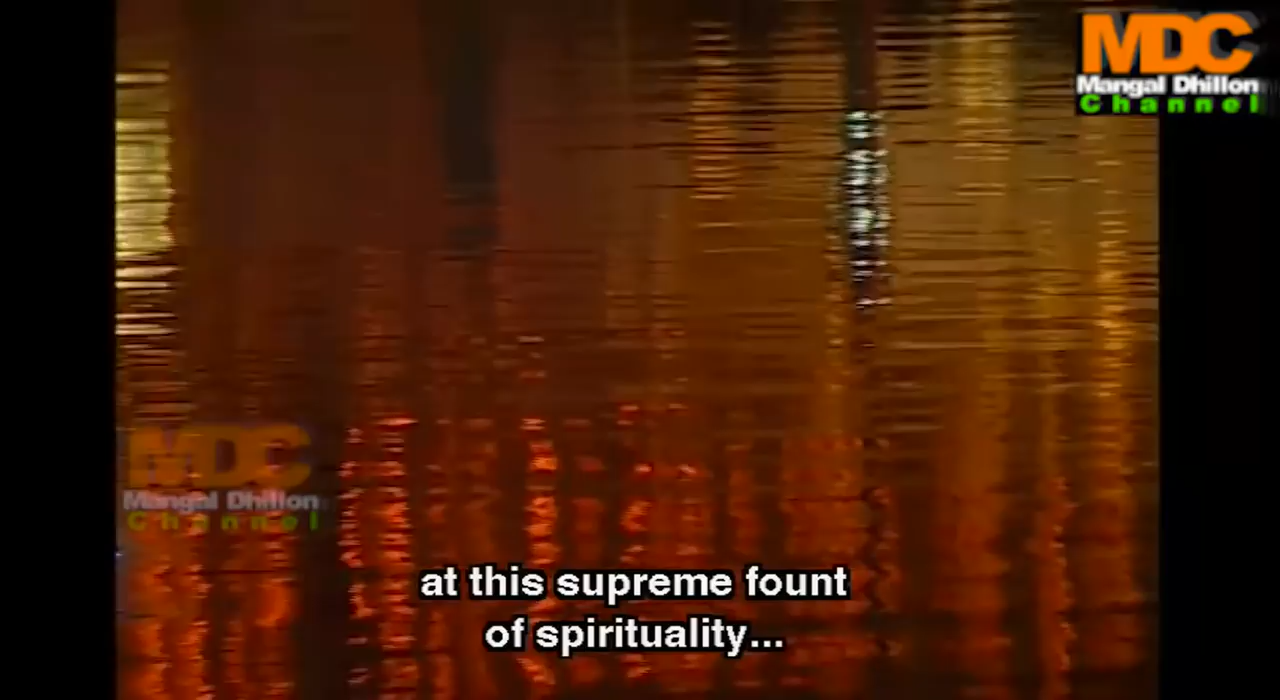 MDC
Mangal Dhillon
Channel
MDC
Mangal Dhillon
Channel
at this supreme fount
of spirituality...